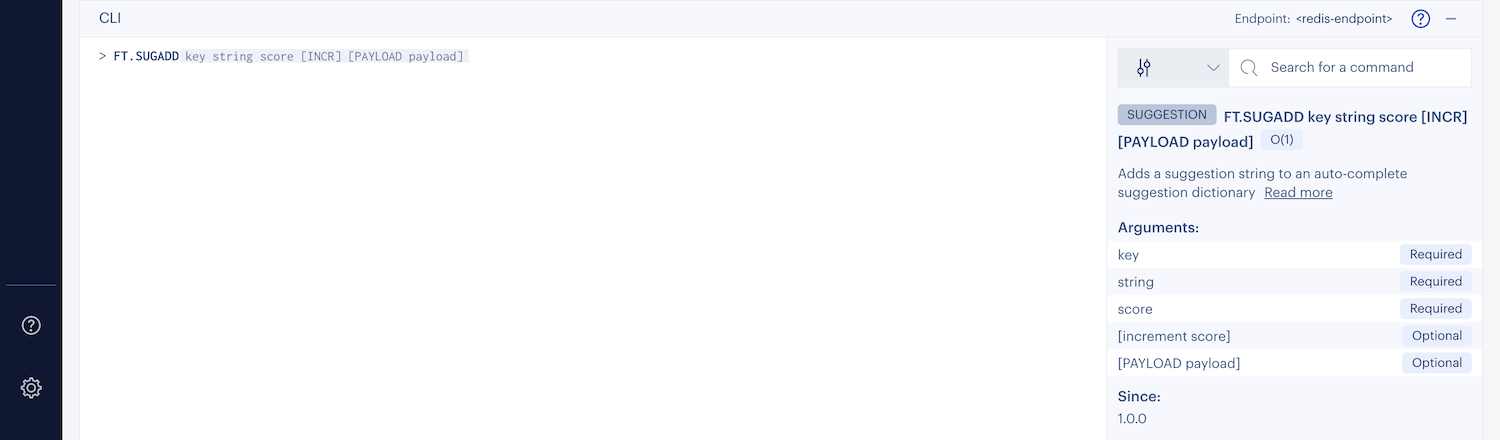 CLI
Endpoint: <redis-endpoint>
> FT.SUGADD key string score [INCR] [PAYLOAD payload]
Search for a command
SUGGESTION FT.SUGADD key string score [INCR]
[PAYLOAD payload] O(1)
Adds a suggestion string to an auto-complete
suggestion dictionary Read more
Arguments:
key Required
string Required
score Required
[increment score] Optional
[PAYLOAD payload] Optional
Since:
1.0.0